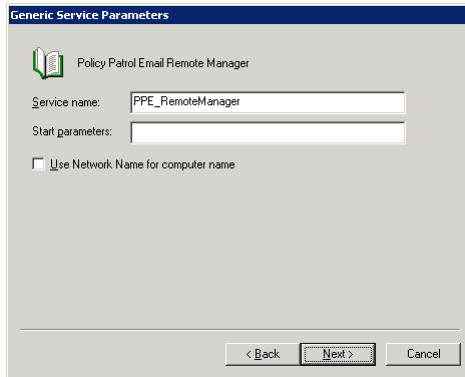 Generic Service Parameters
Policy Patrol Email Remote Manager
Service name: PPE_RemoteManager
Start parameters:
Use Network Name for computer name
< Back Next > Cancel